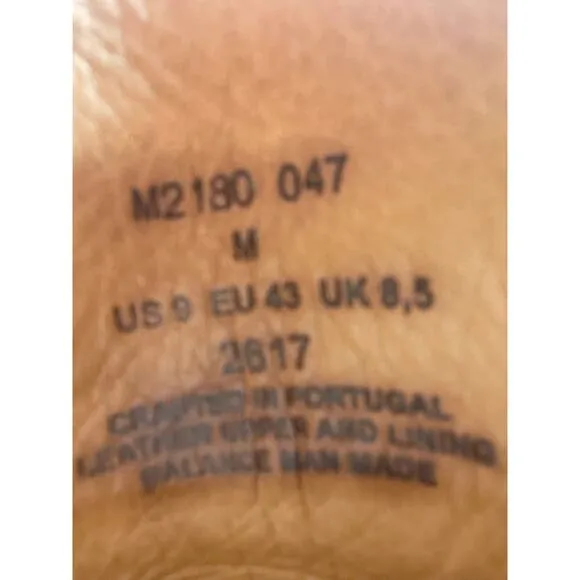 M2180 047
M
US 9 EU 43 UK 8,5
2617
CRAFTED IN PORTUGAL
LEATHER UPPER AND LINING
BALANCE MAN MADE